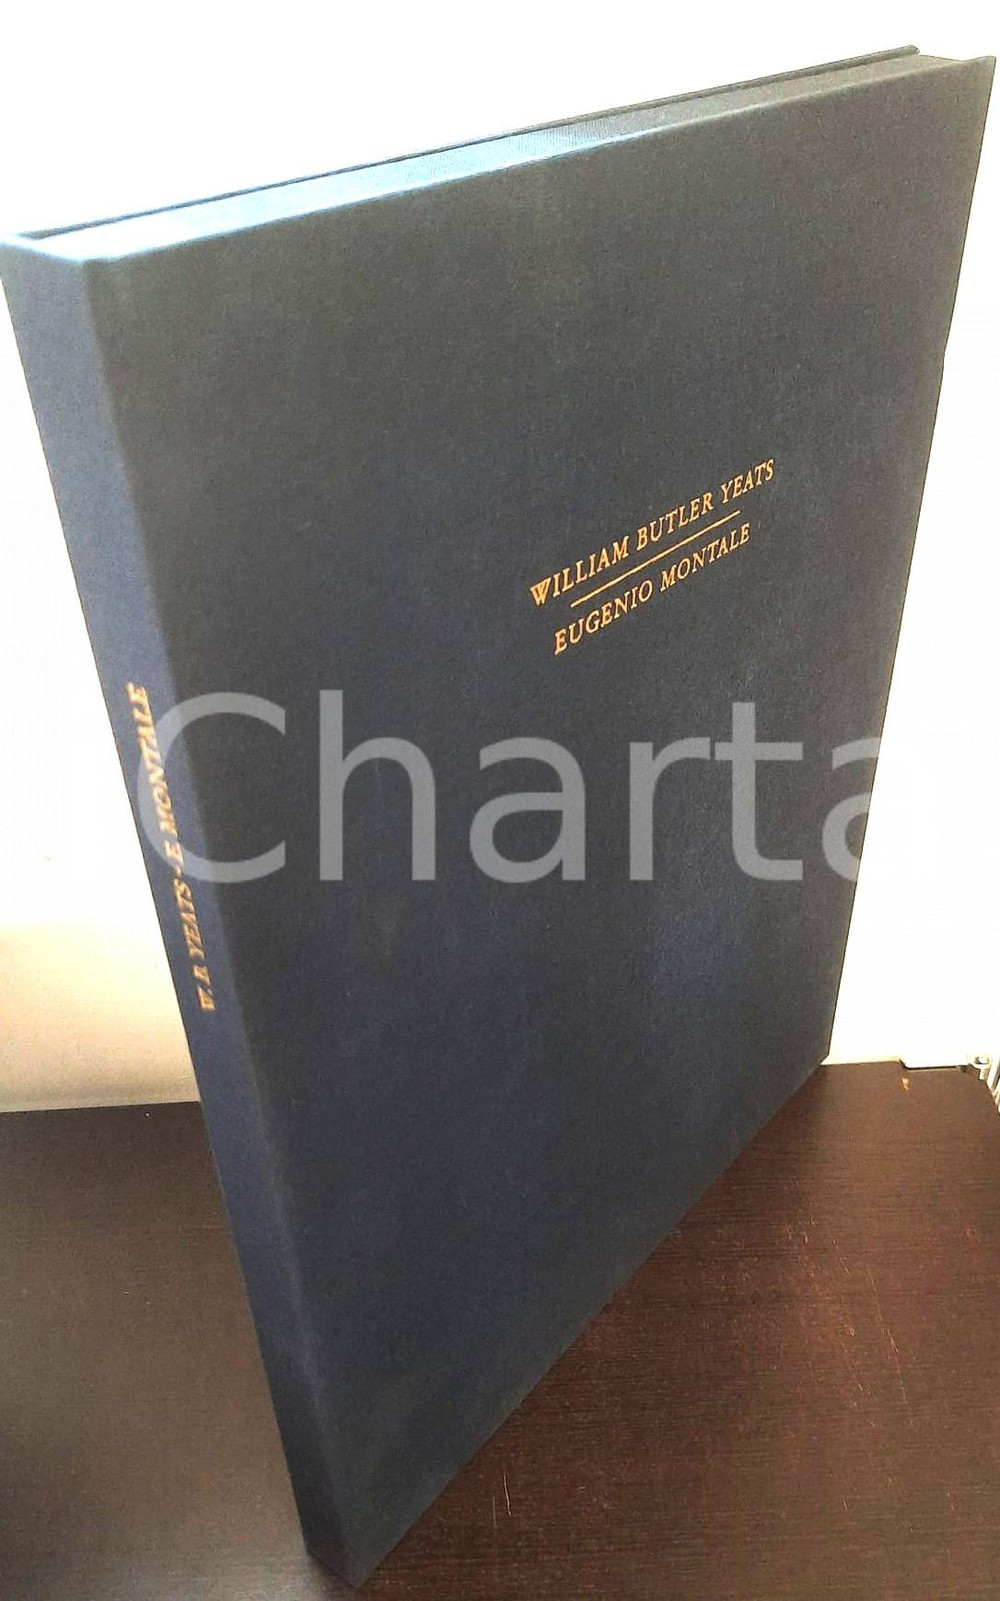 WILLIAM BUTLER YEATS
EUGENIO MONTALE
W. B. YEATS - E. MONTALE
Charta